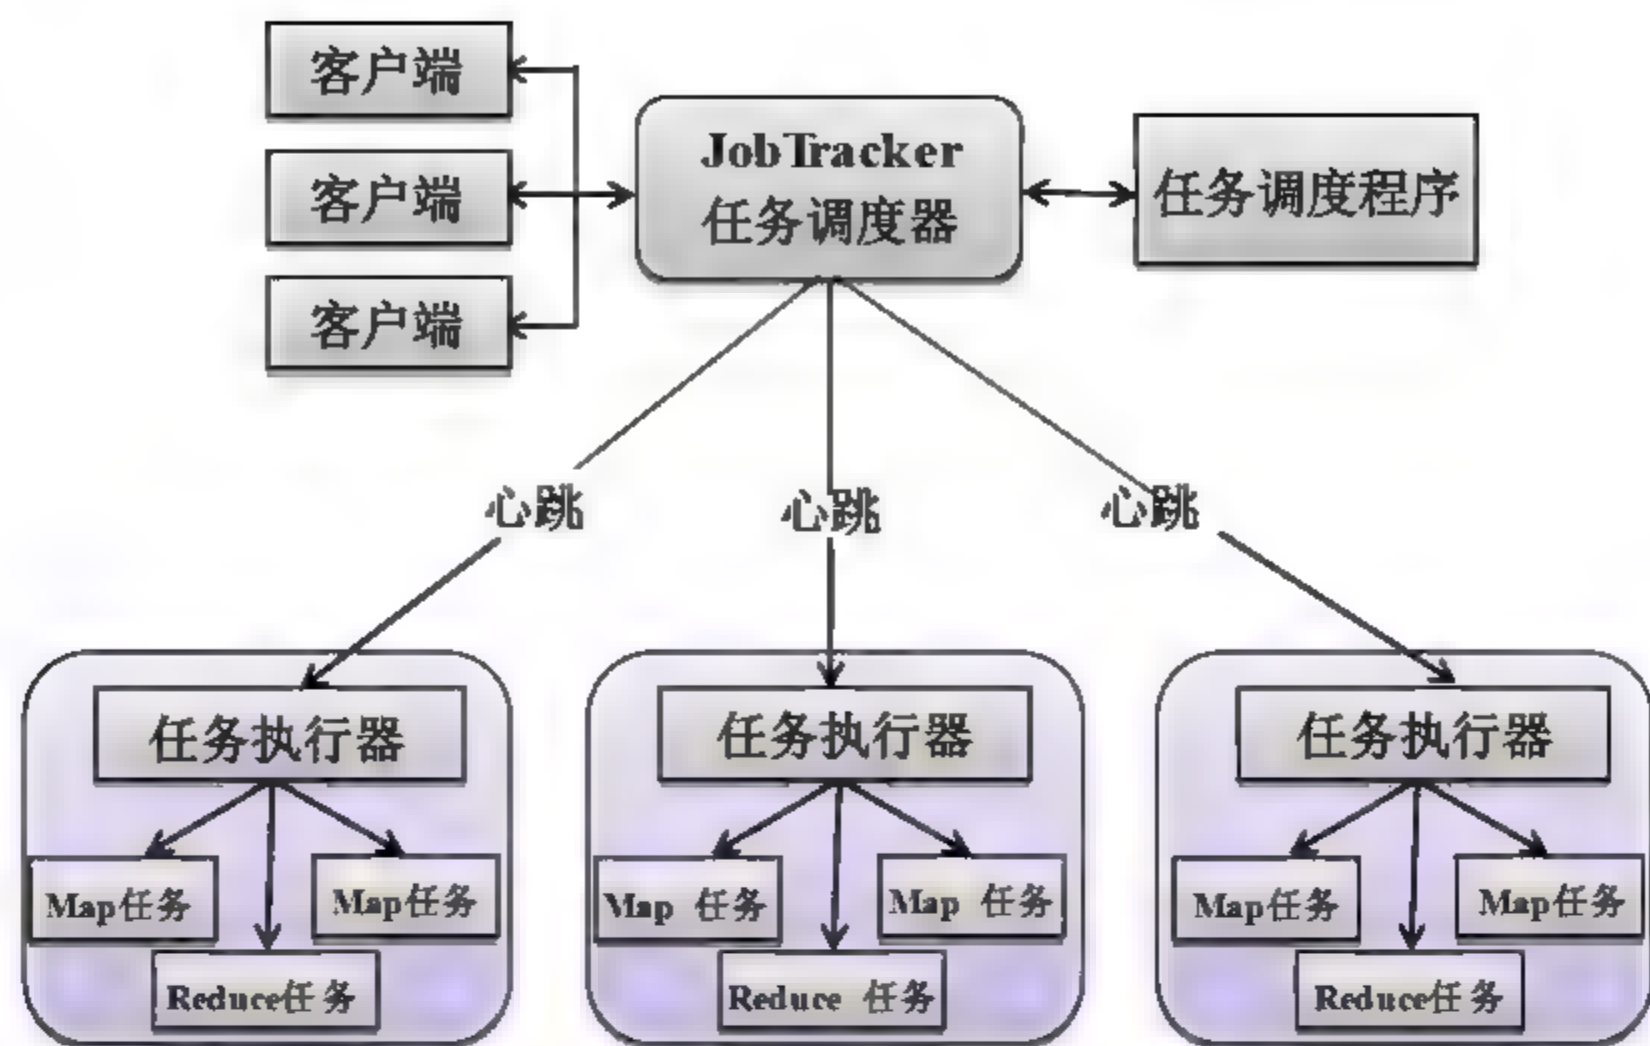 客户端
客户端
客户端
JobTracker
任务调度器
任务调度程序
心跳
心跳
心跳
任务执行器
Map任务
Map任务
Reduce任务
任务执行器
Map 任务
Map 任务
Reduce 任务
任务执行器
Map任务
Map任务
Reduce任务